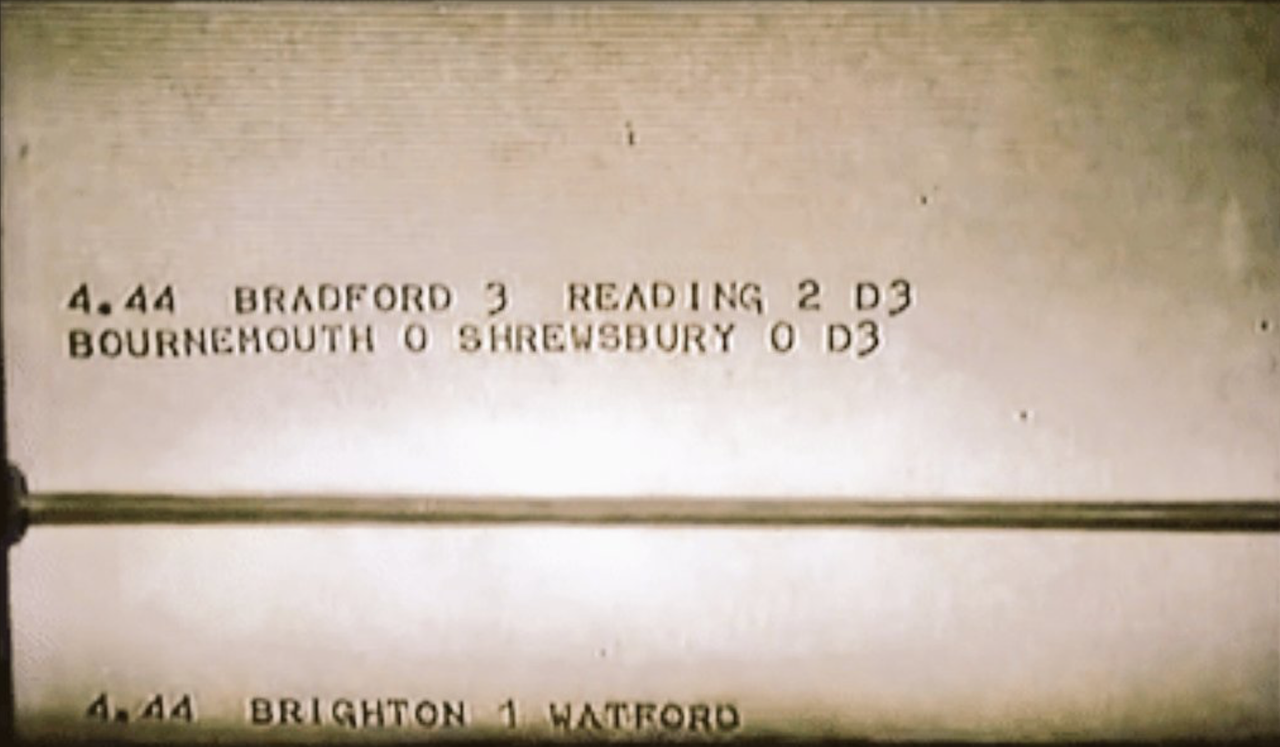 4.44 BRADFORD 3 READING 2 D3
BOURNEMOUTH 0 SHREWSBURY 0 D3
4.44 BRIGHTON 1 WATFORD